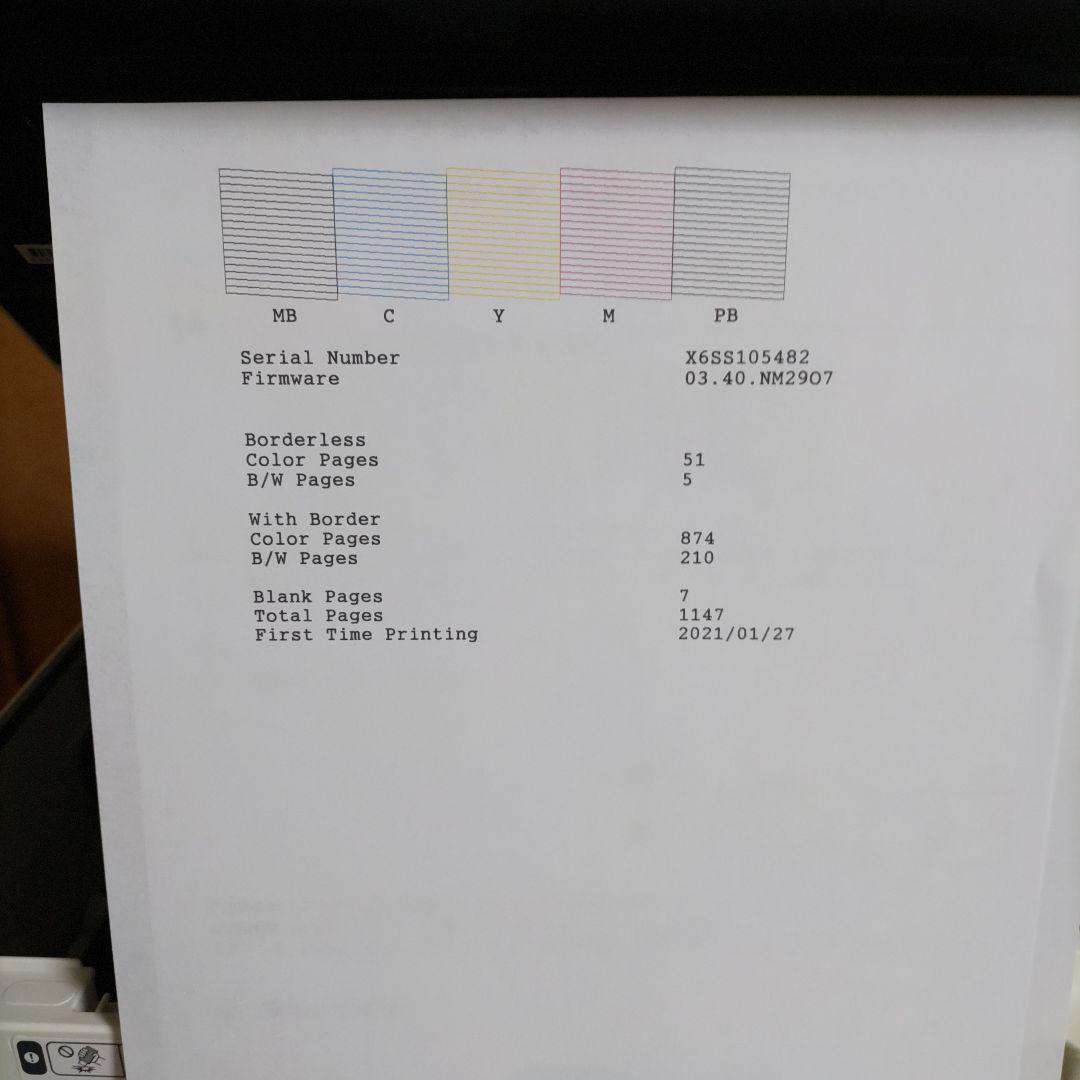 MB C Y M PB
Serial Number X6SS105482
Firmware 03.40.NM29O7
Borderless
Color Pages 51
B/W Pages 5
With Border
Color Pages 874
B/W Pages 210
Blank Pages 7
Total Pages 1147
First Time Printing 2021/01/27